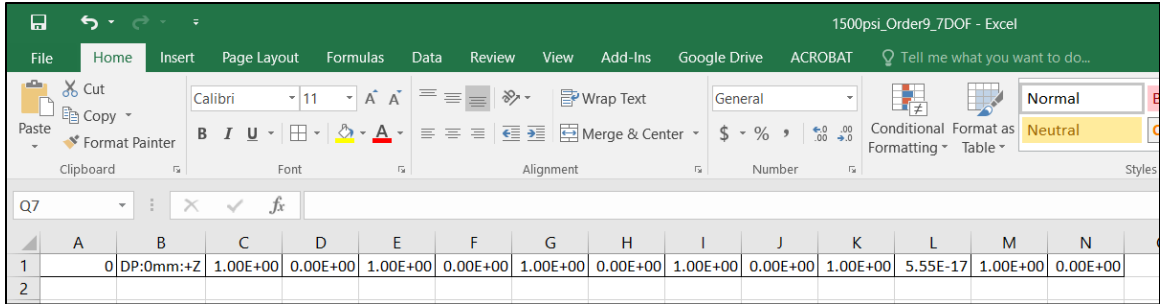 1500psi_Order9_7DOF - Excel
File Home Insert Page Layout Formulas Data Review View Add-Ins Google Drive ACROBAT Tell me what you want to do...
Cut
Copy
Format Painter
Paste
Calibri 11 A A Wrap Text General
B I U A Merge & Center $ % , .0 .00 .00 .0
Conditional Formatting
Format as Table
Normal
Neutral
Clipboard Font Alignment Number Styles
Q7 fx
A B C D E F G H I J K L M N
1 0 DP:0mm:+Z 1.00E+00 0.00E+00 1.00E+00 0.00E+00 1.00E+00 0.00E+00 1.00E+00 0.00E+00 1.00E+00 5.55E-17 1.00E+00 0.00E+00
2